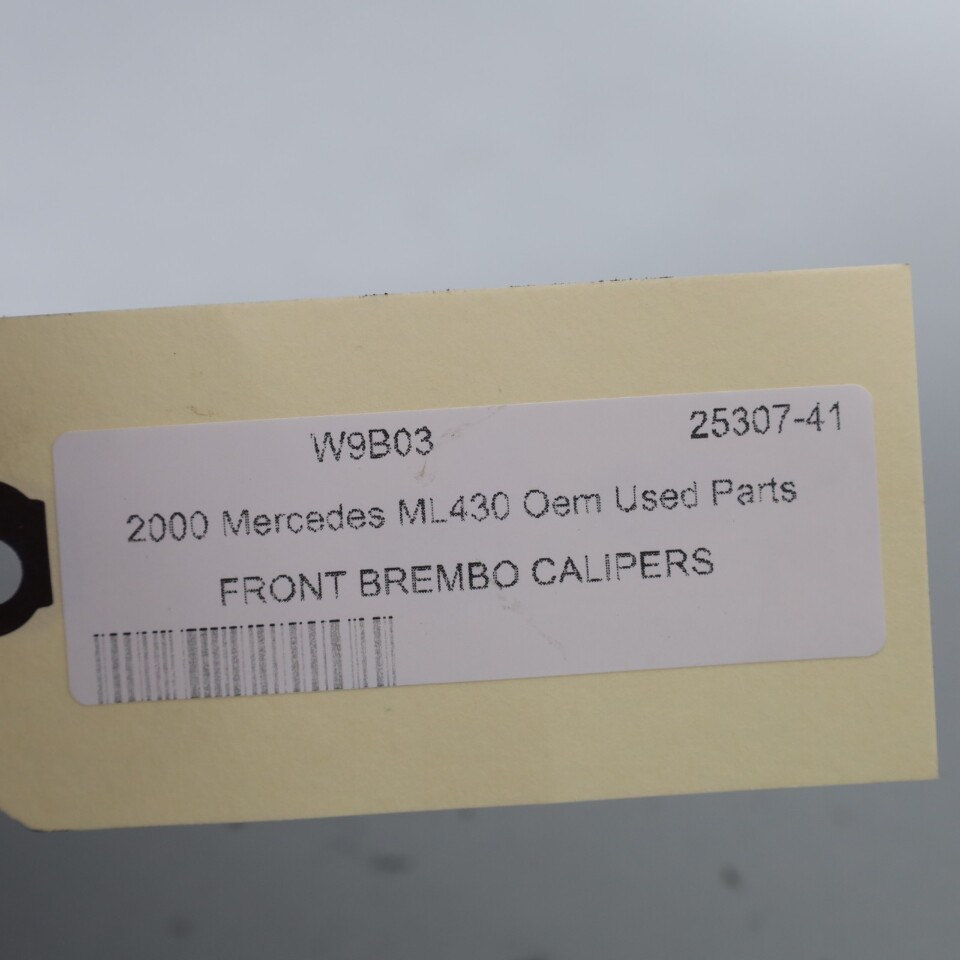 W9B03 25307-41
2000 Mercedes ML430 Oem Used Parts
FRONT BREMBO CALIPERS